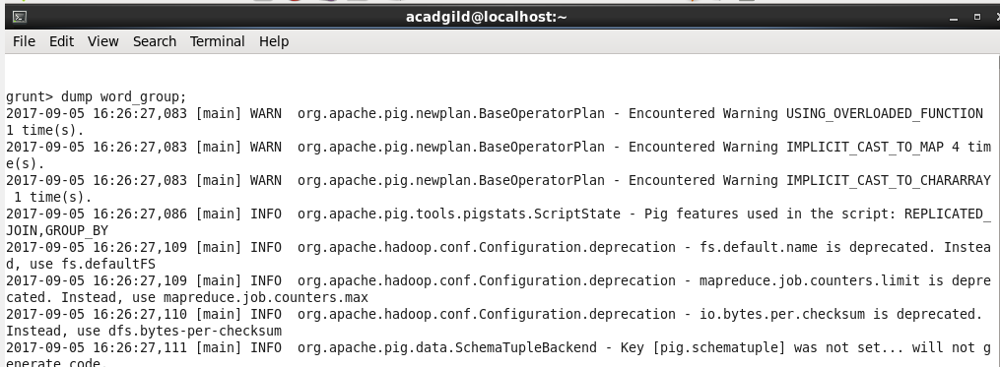 acadgild@localhost:~
File Edit View Search Terminal Help
grunt> dump word_group;
2017-09-05 16:26:27,083 [main] WARN  org.apache.pig.newplan.BaseOperatorPlan - Encountered Warning USING_OVERLOADED_FUNCTION
1 time(s).
2017-09-05 16:26:27,083 [main] WARN  org.apache.pig.newplan.BaseOperatorPlan - Encountered Warning IMPLICIT_CAST_TO_MAP 4 tim
e(s).
2017-09-05 16:26:27,083 [main] WARN  org.apache.pig.newplan.BaseOperatorPlan - Encountered Warning IMPLICIT_CAST_TO_CHARARRAY
 1 time(s).
2017-09-05 16:26:27,086 [main] INFO  org.apache.pig.tools.pigstats.ScriptState - Pig features used in the script: REPLICATED_
JOIN,GROUP_BY
2017-09-05 16:26:27,109 [main] INFO  org.apache.hadoop.conf.Configuration.deprecation - fs.default.name is deprecated. Instea
d, use fs.defaultFS
2017-09-05 16:26:27,109 [main] INFO  org.apache.hadoop.conf.Configuration.deprecation - mapreduce.job.counters.limit is depre
cated. Instead, use mapreduce.job.counters.max
2017-09-05 16:26:27,110 [main] INFO  org.apache.hadoop.conf.Configuration.deprecation - io.bytes.per.checksum is deprecated.
Instead, use dfs.bytes-per-checksum
2017-09-05 16:26:27,111 [main] INFO  org.apache.pig.data.SchemaTupleBackend - Key [pig.schematuple] was not set... will not g
enerate code.